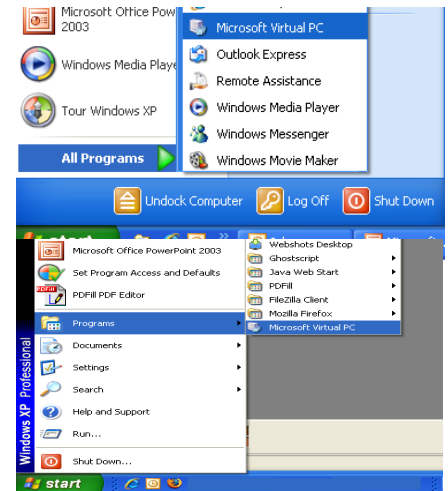 Microsoft Office Pow
2003
Windows Media Playe
Tour Windows XP
All Programs
Microsoft Virtual PC
Outlook Express
Remote Assistance
Windows Media Player
Windows Messenger
Windows Movie Maker
Undock Computer
Log Off
Shut Down
Microsoft Office PowerPoint 2003
Set Program Access and Defaults
PDFill PDF Editor
Programs
Documents
Settings
Search
Help and Support
Run...
Shut Down...
Webshots Desktop
Ghostscript
Java Web Start
PDFill
FileZilla Client
Mozilla Firefox
Microsoft Virtual PC
Windows XP Professional
start